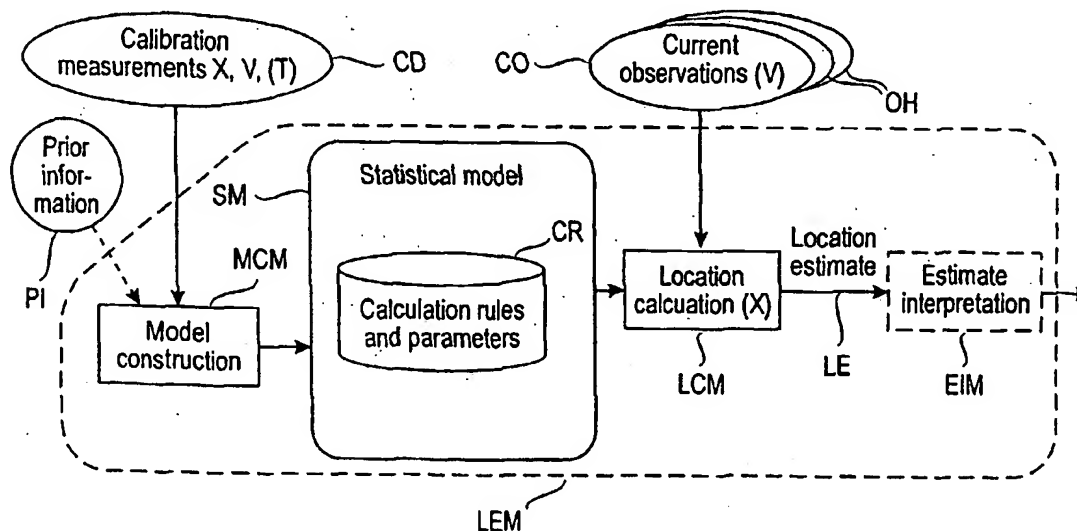 Calibration
measurements X, V, (T)
CD
CO
Current
observations (V)
OH
Prior
infor-
mation
PI
SM
Statistical model
CR
Calculation rules
and parameters
MCM
Model
construction
Location
calcuation (X)
LCM
Location
estimate
LE
Estimate
interpretation
EIM
LEM